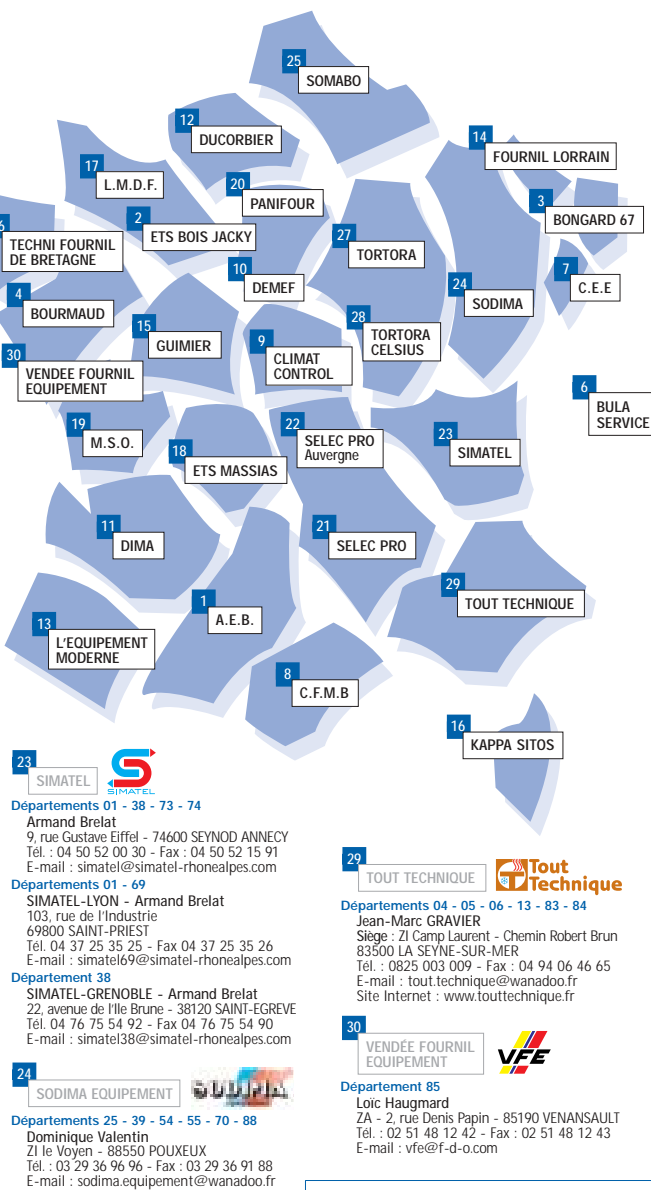 25
SOMABO
12
DUCORBIER
14
FOURNIL LORRAIN
17
L.M.D.F.
20
PANIFOUR
3
BONGARD 67
2
ETS BOIS JACKY
27
TORTORA
TECHNI FOURNIL
DE BRETAGNE
10
DEMEF
7
C.E.E
4
BOURMAUD
24
SODIMA
15
GUIMIER
9
CLIMAT
CONTROL
28
TORTORA
CELSIUS
30
VENDEE FOURNIL
EQUIPEMENT
6
BULA
SERVICE
19
M.S.O.
22
SELEC PRO
Auvergne
23
SIMATEL
18
ETS MASSIAS
11
DIMA
21
SELEC PRO
29
TOUT TECHNIQUE
1
A.E.B.
13
L'EQUIPEMENT
MODERNE
8
C.F.M.B
16
KAPPA SITOS
23
SIMATEL
SIMATEL
Départements 01 - 38 - 73 - 74
Armand Brelat
9, rue Gustave Eiffel - 74600 SEYNOD ANNECY
Tél. : 04 50 52 00 30 - Fax : 04 50 52 15 91
E-mail : simatel@simatel-rhonealpes.com
Départements 01 - 69
SIMATEL-LYON - Armand Brelat
103, rue de l'Industrie
69800 SAINT-PRIEST
Tél. 04 37 25 35 25 - Fax 04 37 25 35 26
E-mail : simatel69@simatel-rhonealpes.com
Département 38
SIMATEL-GRENOBLE - Armand Brelat
22, avenue de l'Ile Brune - 38120 SAINT-EGREVE
Tél. 04 76 75 54 92 - Fax 04 76 75 54 90
E-mail : simatel38@simatel-rhonealpes.com
24
SODIMA EQUIPEMENT
SODIMA
Départements 25 - 39 - 54 - 55 - 70 - 88
Dominique Valentin
ZI le Voyen - 88550 POUXEUX
Tél. : 03 29 36 96 96 - Fax : 03 29 36 91 88
E-mail : sodima.equipement@wanadoo.fr
29
TOUT TECHNIQUE
Tout
Technique
Départements 04 - 05 - 06 - 13 - 83 - 84
Jean-Marc GRAVIER
Siège : ZI Camp Laurent - Chemin Robert Brun
83500 LA SEYNE-SUR-MER
Tél. : 0825 003 009 - Fax : 04 94 06 46 65
E-mail : tout.technique@wanadoo.fr
Site Internet : www.touttechnique.fr
30
VENDÉE FOURNIL
EQUIPEMENT
VFE
Département 85
Loïc Haugmard
ZA - 2, rue Denis Papin - 85190 VENANSAULT
Tél. : 02 51 48 12 42 - Fax : 02 51 48 12 43
E-mail : vfe@f-d-o.com